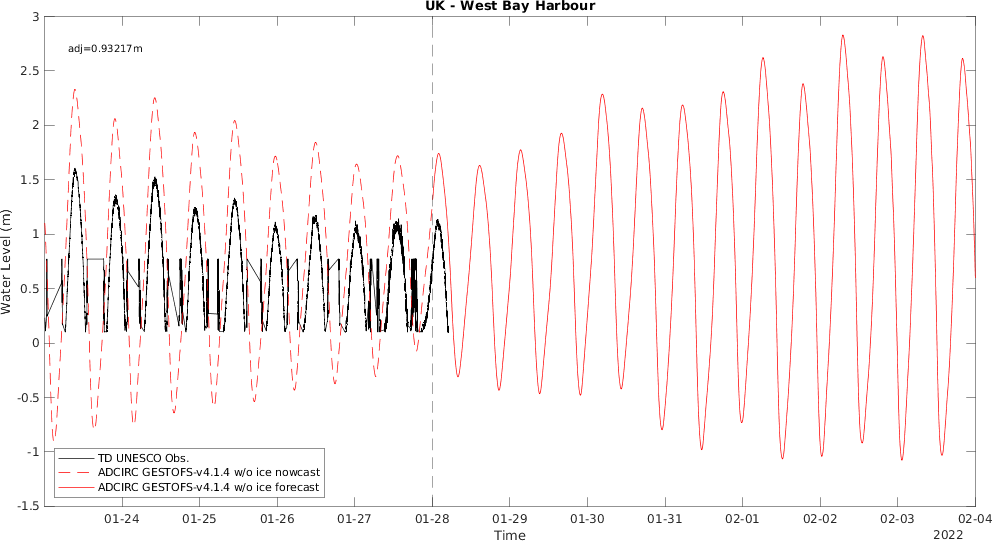 UK - West Bay Harbour
adj=0.93217m
3
2.5
2
1.5
1
0.5
0
-0.5
-1
-1.5
Water Level (m)
TD UNESCO Obs.
ADCIRC GESTOFS-v4.1.4 w/o ice nowcast
ADCIRC GESTOFS-v4.1.4 w/o ice forecast
01-24 01-25 01-26 01-27 01-28 01-29 01-30 01-31 02-01 02-02 02-03 02-04
Time
2022